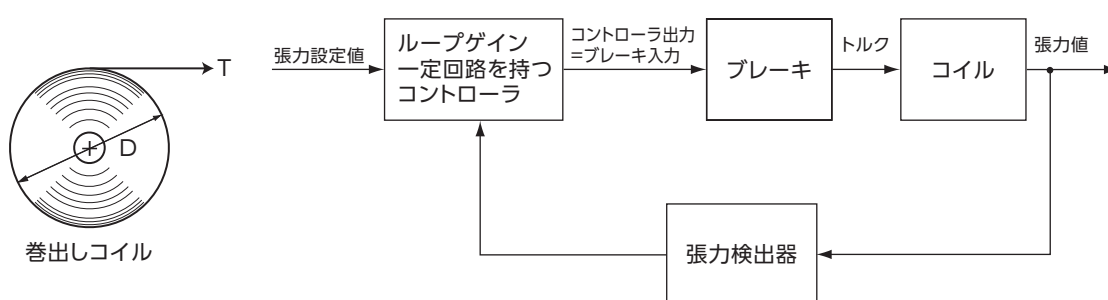 T
D
巻出しコイル
張力設定値
ループゲイン
一定回路を持つ
コントローラ
コントローラ出力
=ブレーキ入力
ブレーキ
トルク
コイル
張力値
張力検出器